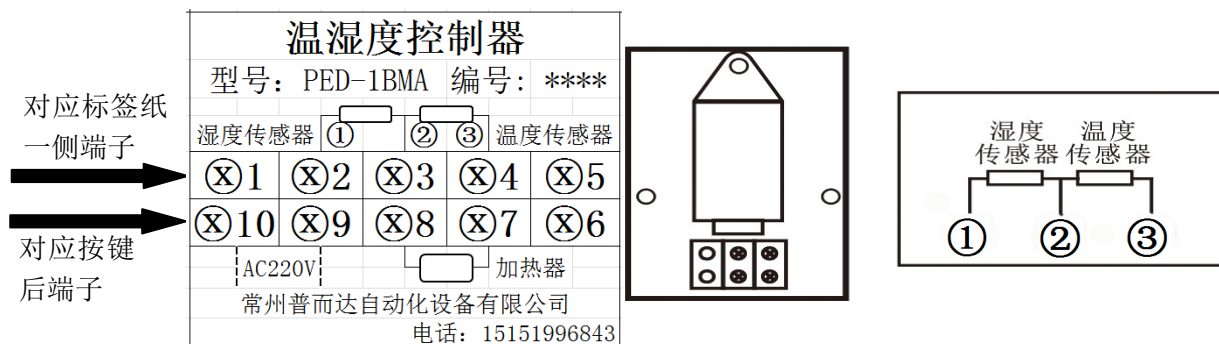 温湿度控制器
型号: PED-1BMA 编号: ****
对应标签纸
一侧端子
湿度传感器 ① ② ③ 温度传感器
ⓧ1 ⓧ2 ⓧ3 ⓧ4 ⓧ5
ⓧ10 ⓧ9 ⓧ8 ⓧ7 ⓧ6
对应按键
后端子
AC220V 加热器
常州普而达自动化设备有限公司
电话: 15151996843
湿度 温度
传感器 传感器
① ② ③